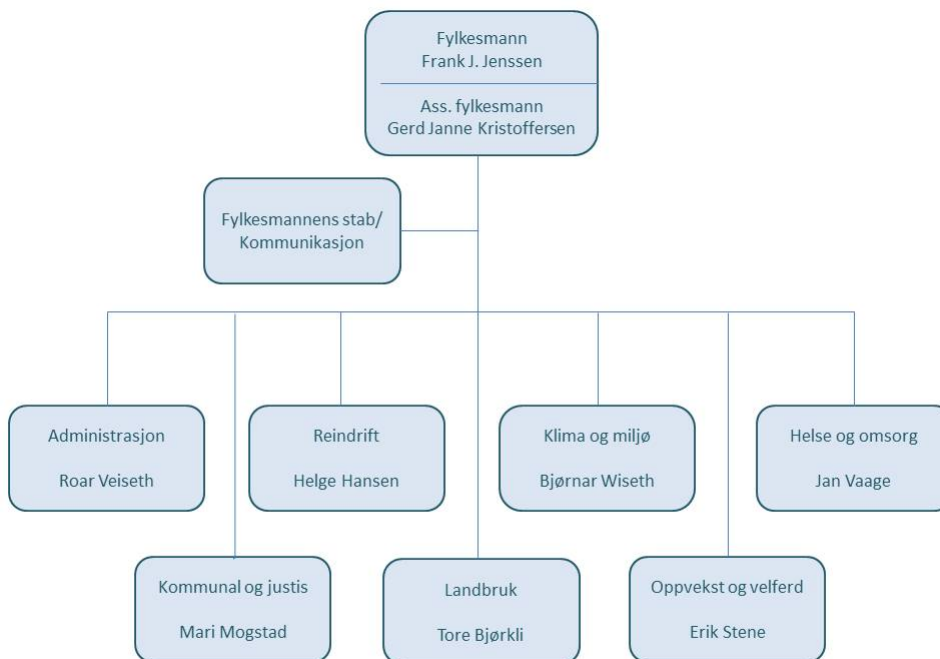 Fylkesmann
Frank J. Jenssen
Ass. fylkesmann
Gerd Janne Kristoffersen
Fylkesmannens stab/
Kommunikasjon
Administrasjon
Roar Veiseth
Reindrift
Helge Hansen
Klima og miljø
Bjørnar Wiseth
Helse og omsorg
Jan Vaage
Kommunal og justis
Mari Mogstad
Landbruk
Tore Bjørkli
Oppvekst og velferd
Erik Stene